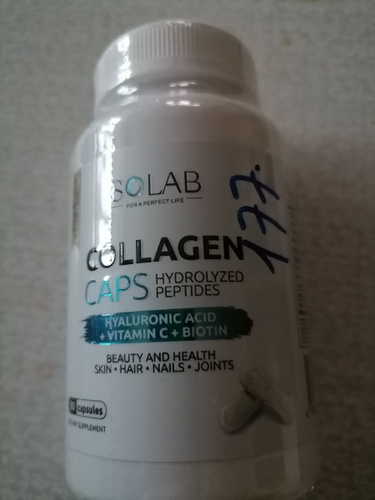 SOLAB
FOR A PERFECT LIFE
177.
COLLAGEN
CAPS HYDROLYZED
PEPTIDES
HYALURONIC ACID
+ VITAMIN C + BIOTIN
BEAUTY AND HEALTH
SKIN • HAIR • NAILS • JOINTS
capsules
DIETARY SUPPLEMENT